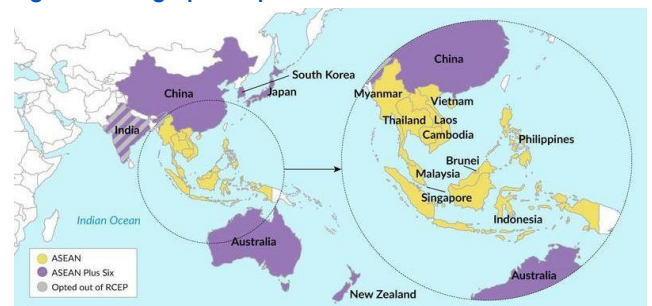 China
South Korea
Japan
India
Indian Ocean
Australia
New Zealand
ASEAN
ASEAN Plus Six
Opted out of RCEP
China
Myanmar
Vietnam
Thailand
Laos
Cambodia
Philippines
Brunei
Malaysia
Singapore
Indonesia
Australia